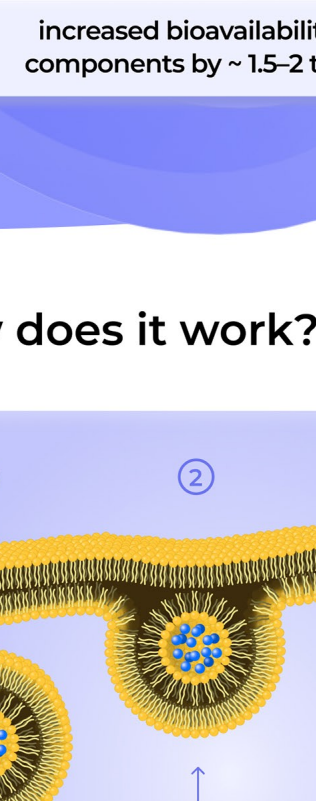 increased bioavailabilit
components by ~ 1.5–2 t
does it work?
2